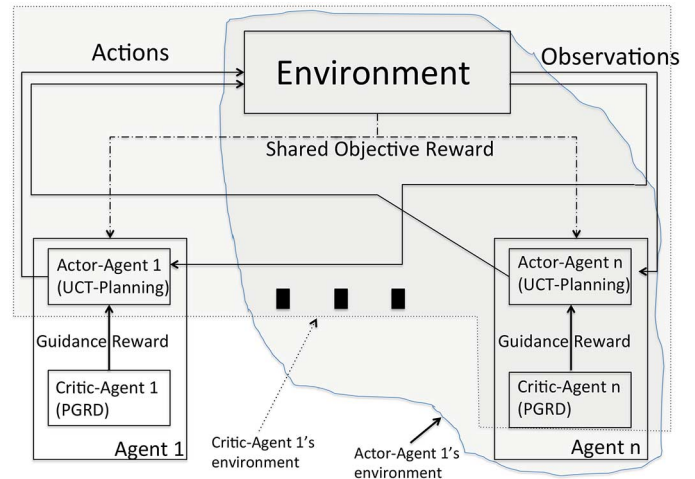 Actions
Environment
Observations
Shared Objective Reward
Actor-Agent 1
(UCT-Planning)
Actor-Agent n
(UCT-Planning)
Guidance Reward
Guidance Reward
Critic-Agent 1
(PGRD)
Critic-Agent n
(PGRD)
Agent 1
Critic-Agent 1's
environment
Actor-Agent 1's
environment
Agent n